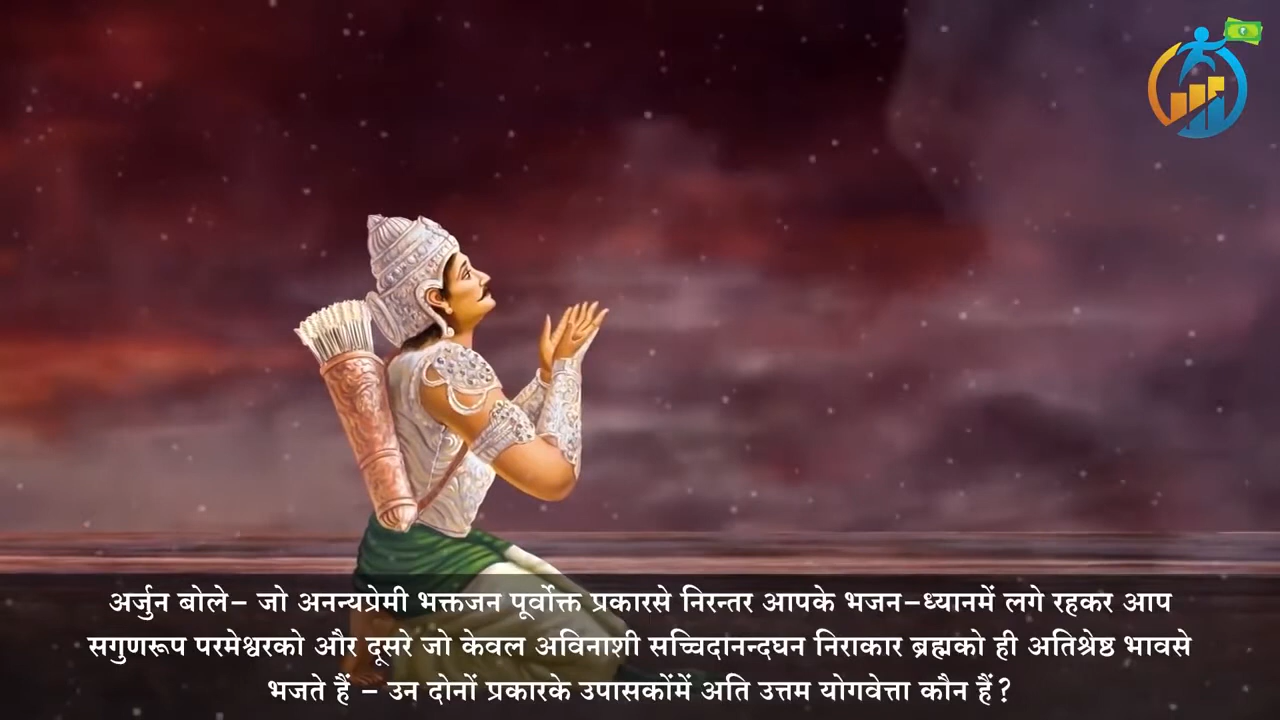 अर्जुन बोले- जो अनन्यप्रेमी भक्तजन पूर्वोक्त प्रकारसे निरन्तर आपके भजन-ध्यानमें लगे रहकर आप
सगुणरूप परमेश्वरको और दूसरे जो केवल अविनाशी सच्चिदानन्दघन निराकार ब्रह्मको ही अतिश्रेष्ठ भावसे
भजते हैं - उन दोनों प्रकारके उपासकोंमें अति उत्तम योगवेत्ता कौन हैं?